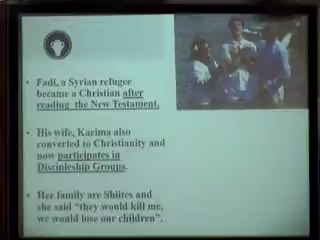 • Fadi, a Syrian refugee
became a Christian after
reading the New Testament.
• His wife, Karima also
converted to Christianity and
now participates in
Discipleship Groups.
• Her family are Shiites and
she said "they would kill me,
we would lose our children".